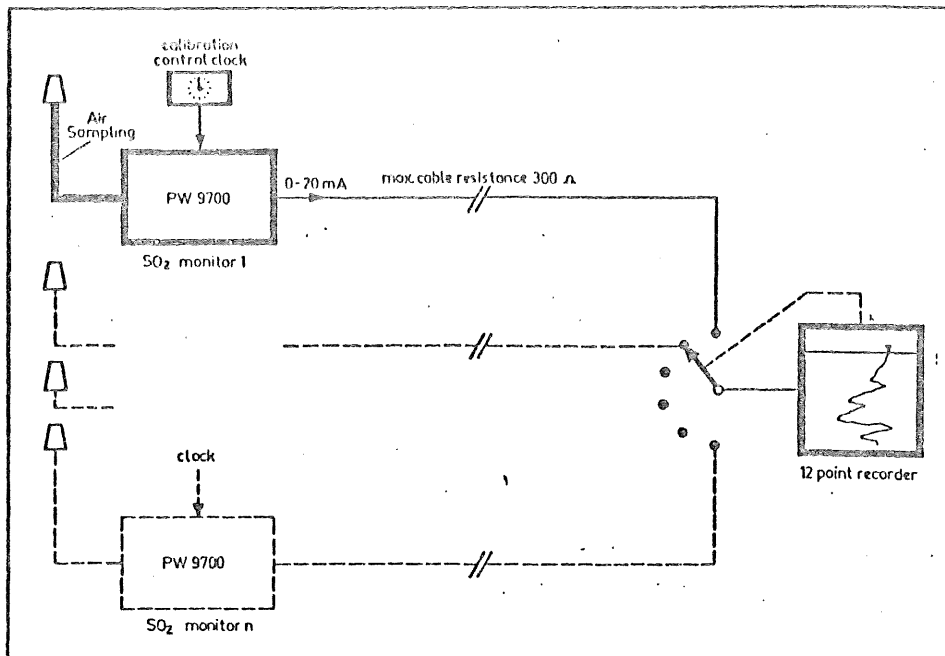 calibration
control clock
Air
Sampling
PW 9700
0-20 mA
max. cable resistance 300 Ω
SO₂ monitor 1
clock
PW 9700
SO₂ monitor n
12 point recorder